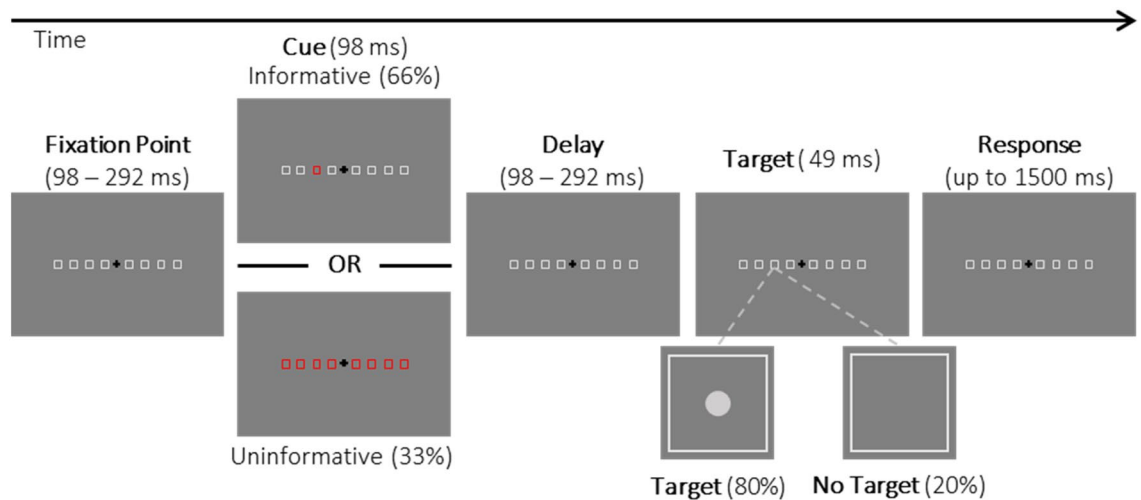 Time
Cue (98 ms)
Informative (66%)
Fixation Point
(98 – 292 ms)
OR
Uninformative (33%)
Delay
(98 – 292 ms)
Target ( 49 ms)
Response
(up to 1500 ms)
Target (80%)
No Target (20%)